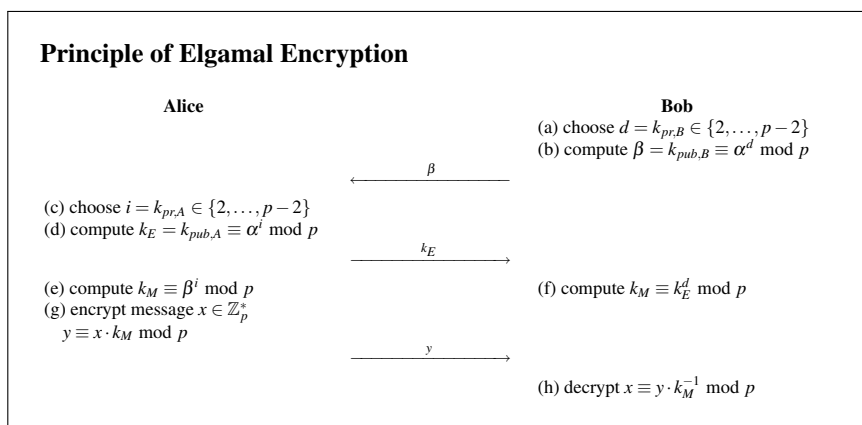 Principle of Elgamal Encryption
Alice Bob
(a) choose d = k_{pr,B} ∈ {2,...,p−2}
(b) compute β = k_{pub,B} ≡ α^d mod p
β
(c) choose i = k_{pr,A} ∈ {2,...,p−2}
(d) compute k_E = k_{pub,A} ≡ α^i mod p
k_E
(e) compute k_M ≡ β^i mod p (f) compute k_M ≡ k_E^d mod p
(g) encrypt message x ∈ ℤ_p^*
y ≡ x · k_M mod p
y
(h) decrypt x ≡ y · k_M^{−1} mod p